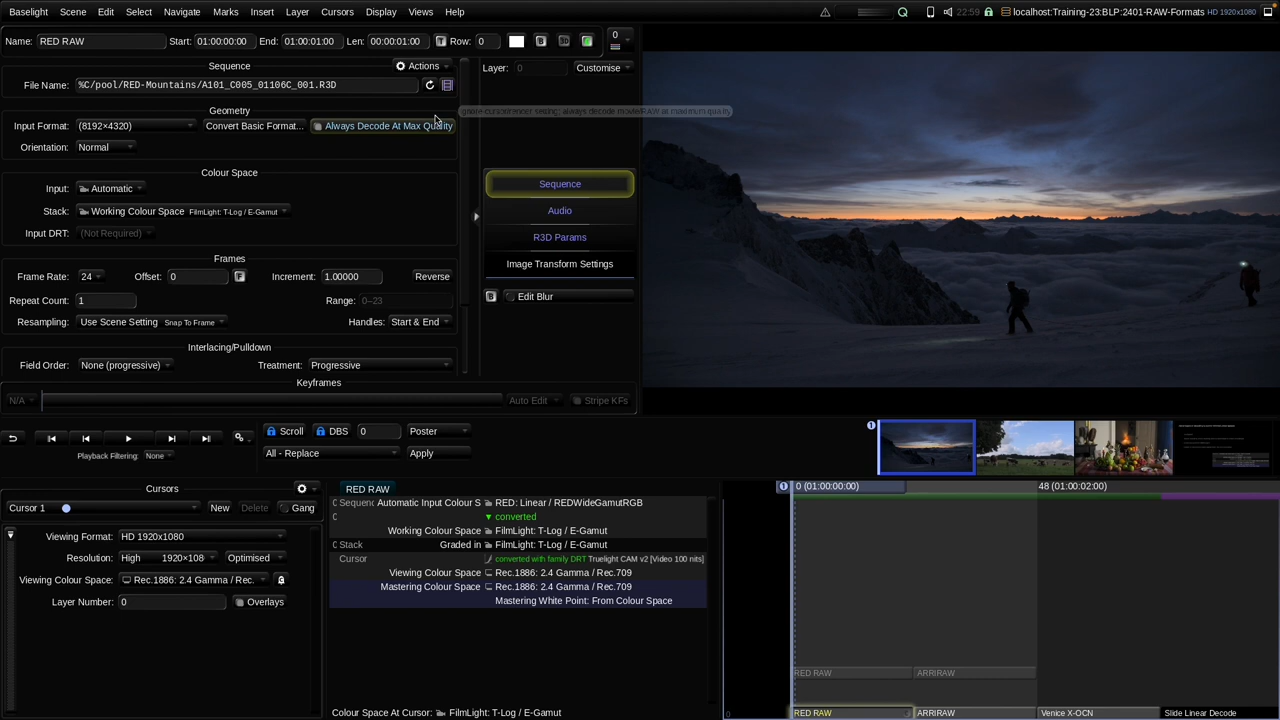 Baselight Scene Edit Select Navigate Marks Insert Layer Cursors Display Views Help 22:59 localhost:Training-23:BLP:2401-RAW-Formats HD 1920x1080
Name: RED RAW Start: 01:00:00:00 End: 01:00:01:00 Len: 00:00:01:00 T Row: 0 B 3D 0
Sequence Actions
Layer: 0 Customise
File Name: %C/pool/RED-Mountains/A101_C005_01106C_001.R3D
Geometry
Input Format: (8192×4320) Convert Basic Format... Always Decode At Max Quality
Orientation: Normal
Colour Space
Input: Automatic
Stack: Working Colour Space FilmLight: T-Log / E-Gamut
Input DRT: (Not Required)
Frames
Frame Rate: 24 Offset: 0 F Increment: 1.00000 Reverse
Repeat Count: 1 Range: 0–23
Resampling: Use Scene Setting Snap To Frame Handles: Start & End
Interlacing/Pulldown
Field Order: None (progressive) Treatment: Progressive
Sequence
Audio
R3D Params
Image Transform Settings
B Edit Blur
Keyframes
N/A Auto Edit Stripe KFs
Scroll DBS 0 Poster
Playback Filtering: None All - Replace Apply
1
Cursors
Cursor 1 New Delete Gang
Viewing Format: HD 1920x1080
Resolution: High 1920×108 Optimised
Viewing Colour Space: Rec.1886: 2.4 Gamma / Rec.
Layer Number: 0 Overlays
RED RAW
Automatic Input Colour S RED: Linear / REDWideGamutRGB
converted
Working Colour Space FilmLight: T-Log / E-Gamut
Stack Graded in FilmLight: T-Log / E-Gamut
Cursor converted with family DRT Truelight CAM v2 [Video 100 nits]
Viewing Colour Space Rec.1886: 2.4 Gamma / Rec.709
Mastering Colour Space Rec.1886: 2.4 Gamma / Rec.709
Mastering White Point: From Colour Space
Colour Space At Cursor: FilmLight: T-Log / E-Gamut
1 0 (01:00:00:00) 48 (01:00:02:00)
RED RAW ARRIRAW
0 RED RAW ARRIRAW Venice X-OCN Slide Linear Decode